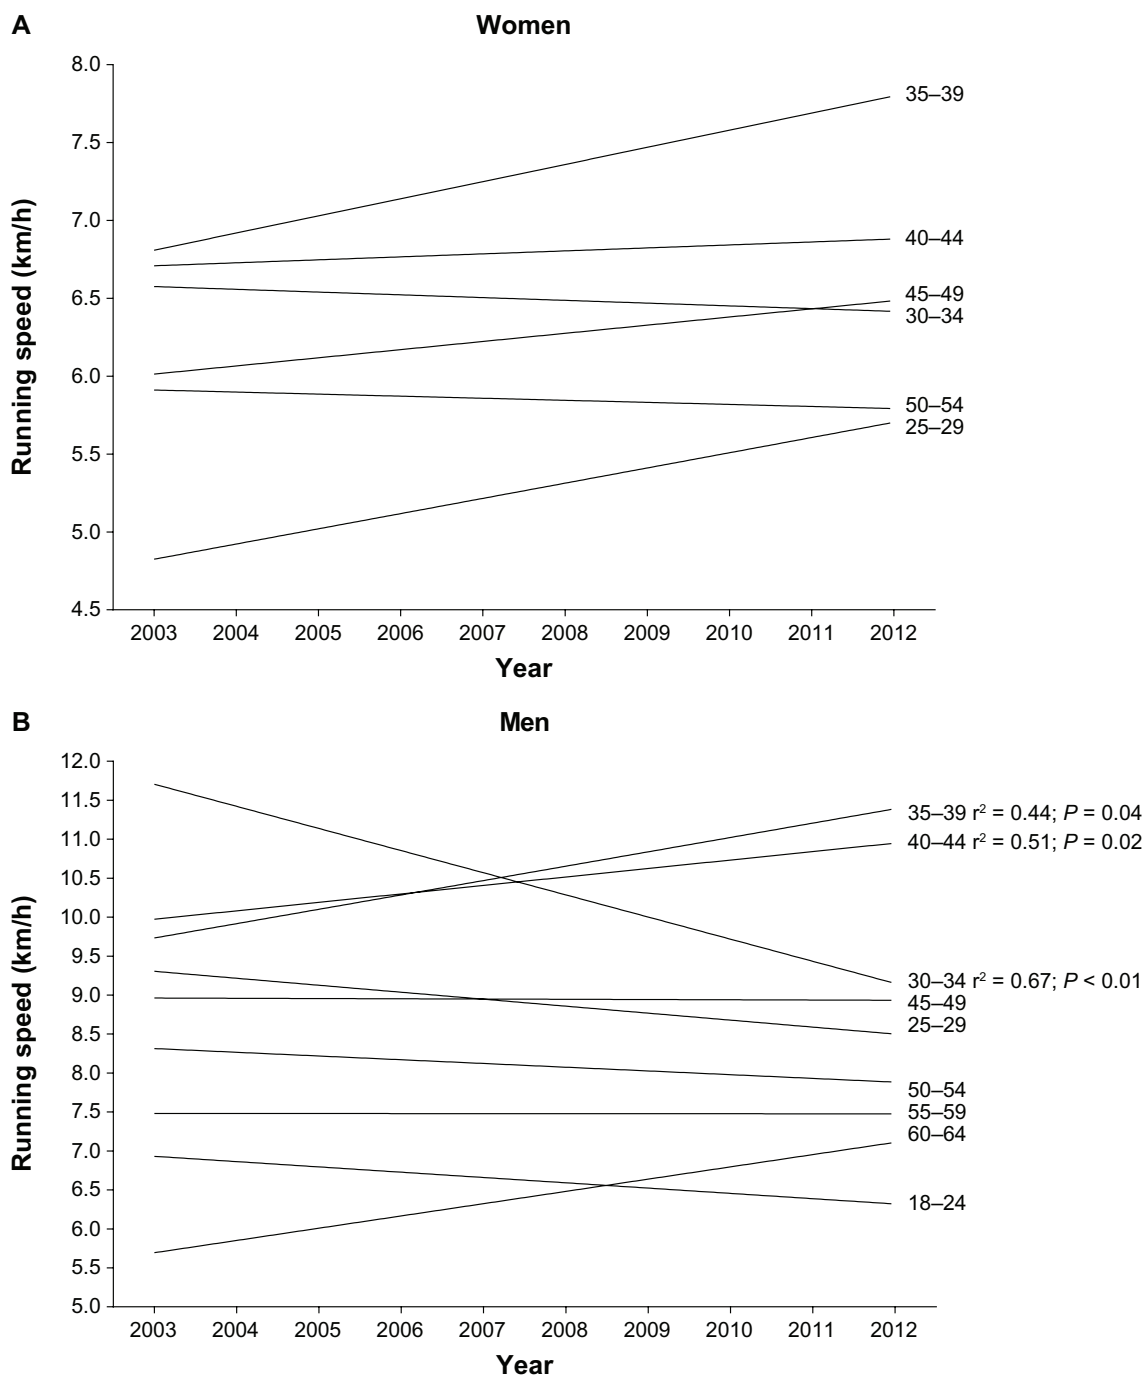 A
Women
8.0
7.5
7.0
6.5
6.0
5.5
5.0
4.5
Running speed (km/h)
35–39
40–44
45–49
30–34
50–54
25–29
2003 2004 2005 2006 2007 2008 2009 2010 2011 2012
Year
B
Men
12.0
11.5
11.0
10.5
10.0
9.5
9.0
8.5
8.0
7.5
7.0
6.5
6.0
5.5
5.0
Running speed (km/h)
35–39 r² = 0.44; P = 0.04
40–44 r² = 0.51; P = 0.02
30–34 r² = 0.67; P < 0.01
45–49
25–29
50–54
55–59
60–64
18–24
2003 2004 2005 2006 2007 2008 2009 2010 2011 2012
Year